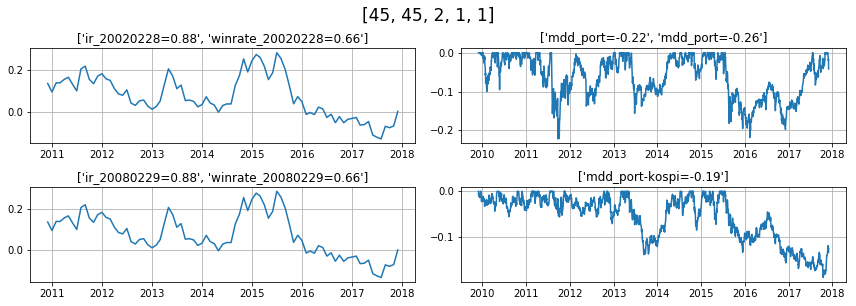 [45, 45, 2, 1, 1]
['ir_20020228=0.88', 'winrate_20020228=0.66']
0.2
0.0
2011 2012 2013 2014 2015 2016 2017 2018
['mdd_port=-0.22', 'mdd_port=-0.26']
0.0
−0.1
−0.2
2010 2011 2012 2013 2014 2015 2016 2017 2018
['ir_20080229=0.88', 'winrate_20080229=0.66']
0.2
0.0
2011 2012 2013 2014 2015 2016 2017 2018
['mdd_port-kospi=-0.19']
0.0
−0.1
2010 2011 2012 2013 2014 2015 2016 2017 2018